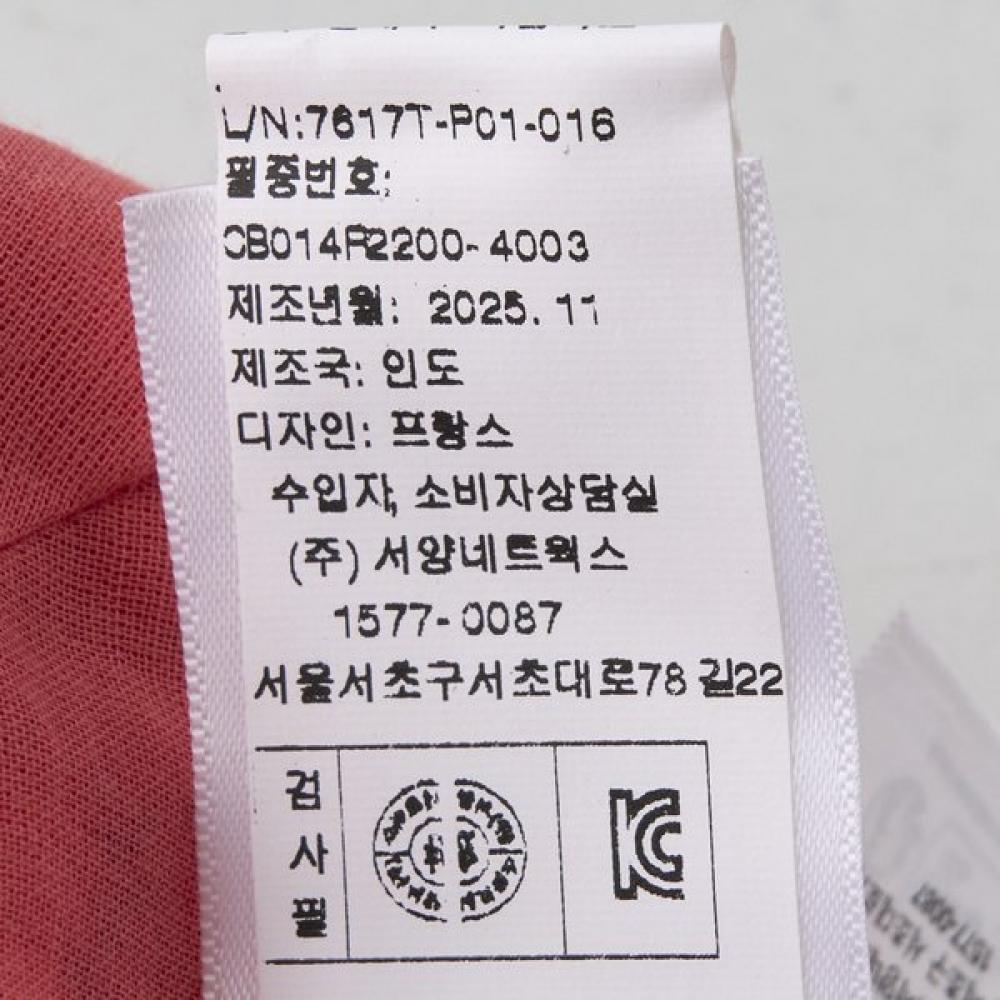 L/N:7617T-P01-016
필증번호:
CB014R2200-4003
제조년월: 2025.11
제조국: 인도
디자인: 프랑스
수입자, 소비자상담실
(주) 서양네트웍스
1577-0087
서울서초구서초대로78길22
검사필
KC